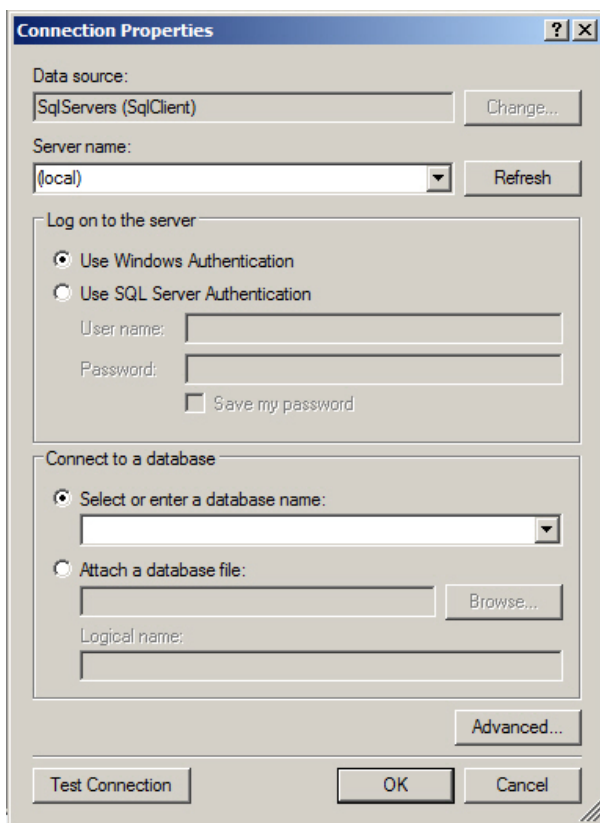 Connection Properties
Data source:
SqlServers (SqlClient)
Change...
Server name:
(local)
Refresh
Log on to the server
Use Windows Authentication
Use SQL Server Authentication
User name:
Password:
Save my password
Connect to a database
Select or enter a database name:
Attach a database file:
Browse...
Logical name:
Advanced...
Test Connection
OK
Cancel